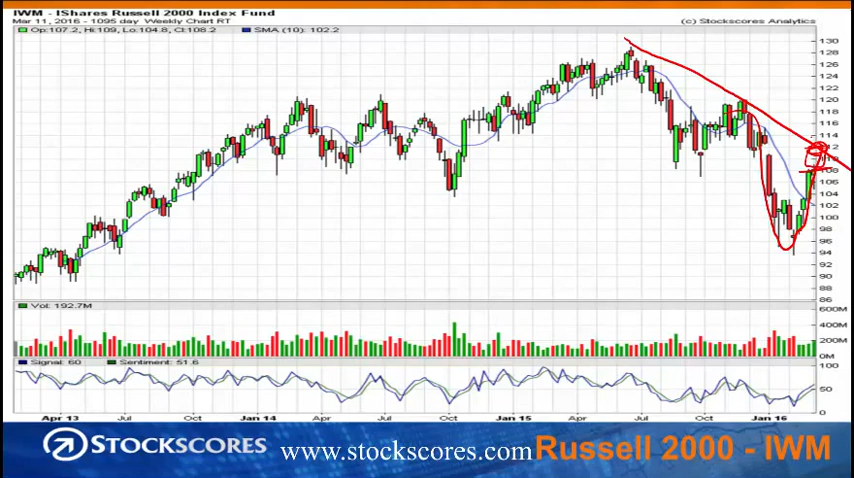 IWM - IShares Russell 2000 Index Fund
Mar 11, 2016 - 1095 day Weekly Chart RT
(c) Stockscores Analytics
Op:107.2, Hi:109, Lo:104.8, Cl:108.2
SMA (10): 102.2
130
128
126
124
122
120
118
116
114
112
110
108
104
102
100
98
96
94
92
90
88
86
Vol: 192.7M
600M
400M
200M
0M
Signal: 60
Sentiment: 51.6
100
50
0
Apr 13 Jul Oct Jan 14 Apr Jul Oct Jan 15 Apr Jul Oct Jan 16
STOCKSCORES www.stockscores.com Russell 2000 - IWM